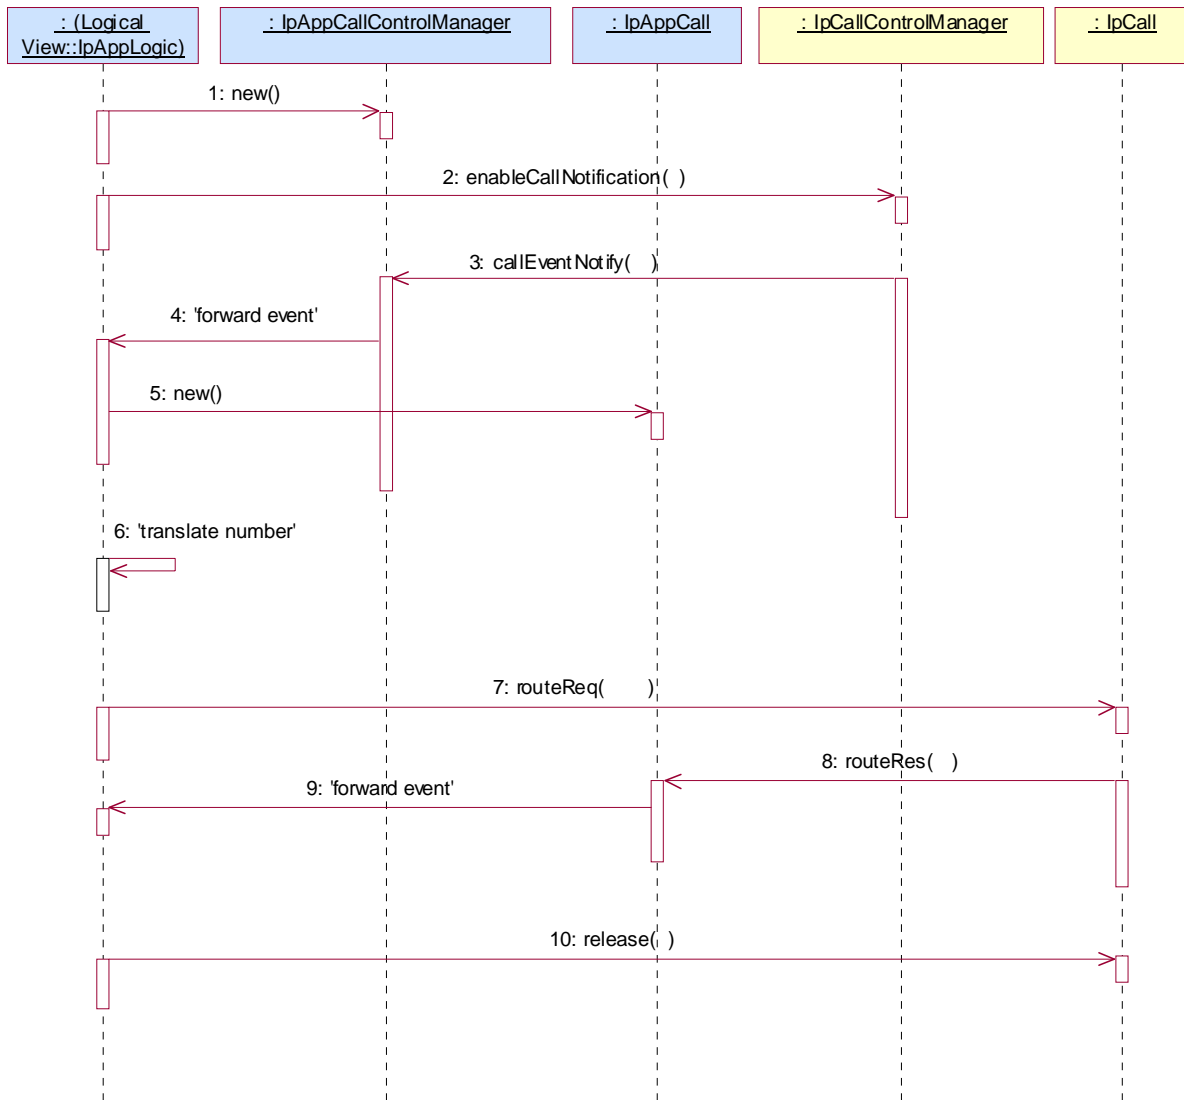 : (Logical
View::IpAppLogic)
: IpAppCallControlManager
: IpAppCall
: IpCallControlManager
: IpCall
1: new()
2: enableCallNotification( )
3: callEventNotify( )
4: 'forward event'
5: new()
6: 'translate number'
7: routeReq( )
8: routeRes( )
9: 'forward event'
10: release( )